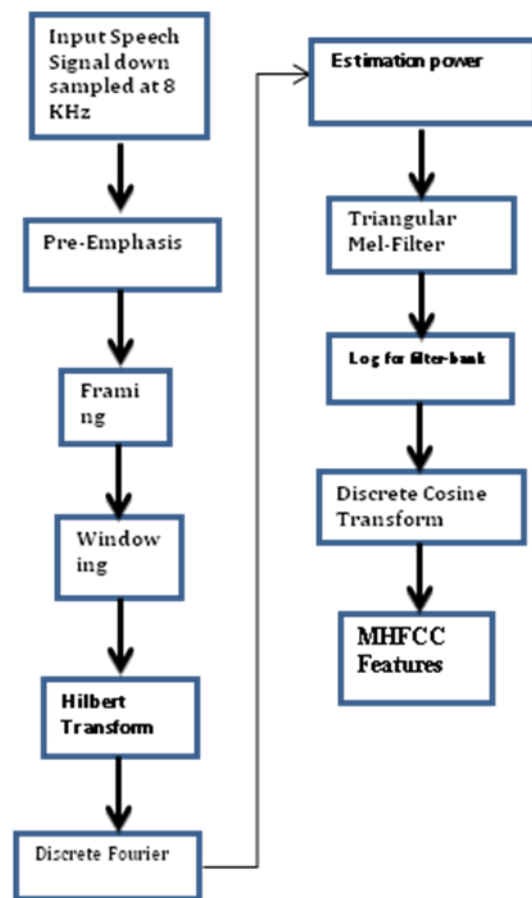 Input Speech
Signal down
sampled at 8
KHz
Pre-Emphasis
Frami
ng
Window
ing
Hilbert
Transform
Discrete Fourier
Estimation power
Triangular
Mel-Filter
Log for filter-bank
Discrete Cosine
Transform
MHFCC
Features